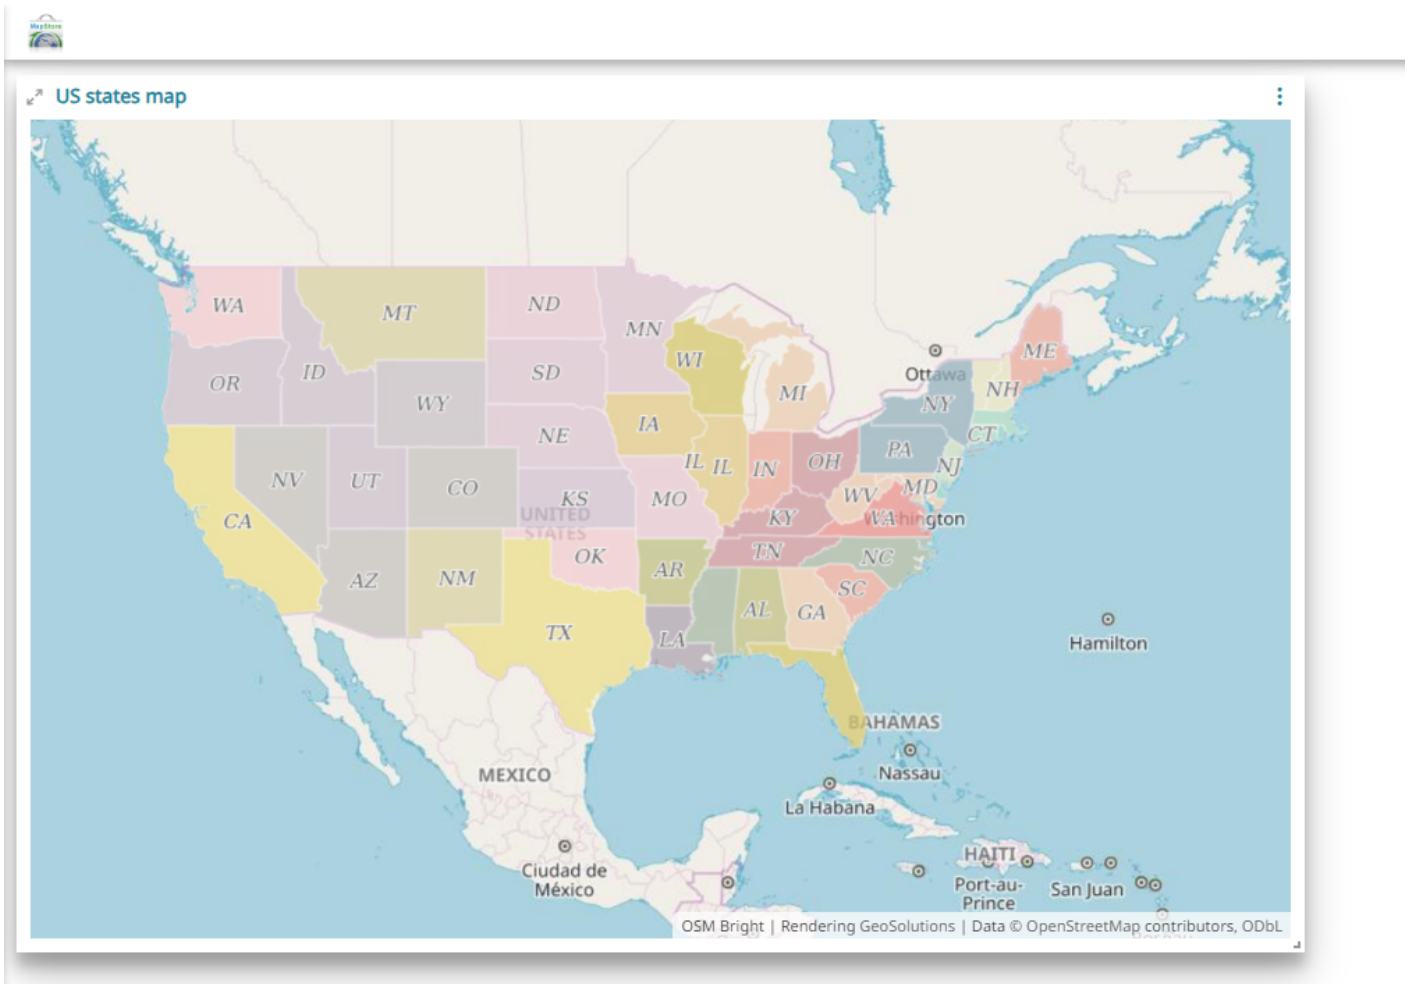 MapStore
US states map
WA
MT
ND
MN
OR
ID
SD
WI
WY
MI
ME
Ottawa
NH
NY
IA
NE
CT
NV
UT
CO
KS
MO
IL
IL
IN
OH
PA
NJ
WV
MD
CA
UNITED
STATES
KY
VA
Washington
OK
AR
TN
NC
AZ
NM
SC
TX
LA
AL
GA
Hamilton
MEXICO
BAHAMAS
Nassau
La Habana
Ciudad de
México
HAITI
Port-au-
Prince
San Juan
OSM Bright | Rendering GeoSolutions | Data © OpenStreetMap contributors, ODbL